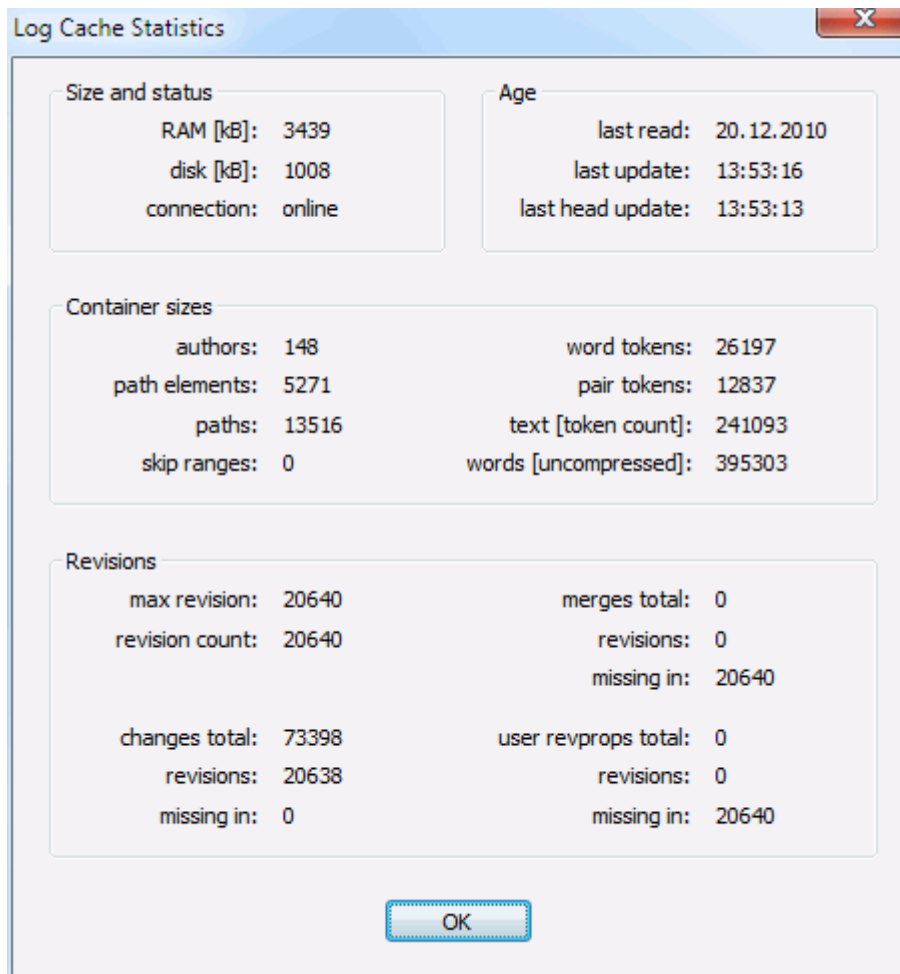 Log Cache Statistics
Size and status
RAM [kB]: 3439
disk [kB]: 1008
connection: online
Age
last read: 20.12.2010
last update: 13:53:16
last head update: 13:53:13
Container sizes
authors: 148
path elements: 5271
paths: 13516
skip ranges: 0
word tokens: 26197
pair tokens: 12837
text [token count]: 241093
words [uncompressed]: 395303
Revisions
max revision: 20640
revision count: 20640
merges total: 0
revisions: 0
missing in: 20640
changes total: 73398
revisions: 20638
missing in: 0
user revprops total: 0
revisions: 0
missing in: 20640
OK